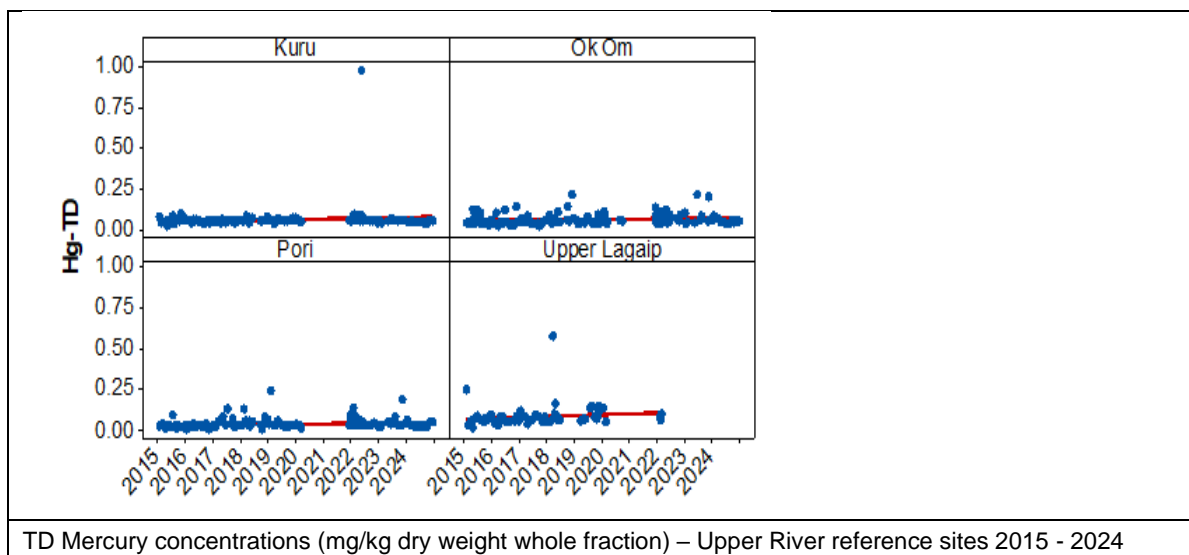 Kuru Ok Om
1.00
0.75
0.50
0.25
0.00
Hg-TD
Pori Upper Lagaip
1.00
0.75
0.50
0.25
0.00
2015 2016 2017 2018 2019 2020 2021 2022 2023 2024 2015 2016 2017 2018 2019 2020 2021 2022 2023 2024
TD Mercury concentrations (mg/kg dry weight whole fraction) – Upper River reference sites 2015 - 2024